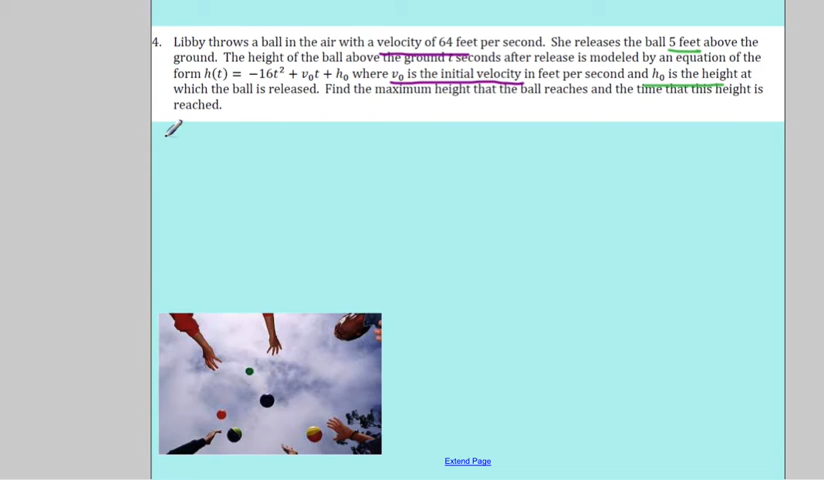 4. Libby throws a ball in the air with a velocity of 64 feet per second. She releases the ball 5 feet above the
ground. The height of the ball above the ground t seconds after release is modeled by an equation of the
form h(t) = −16t² + v₀t + h₀ where v₀ is the initial velocity in feet per second and h₀ is the height at
which the ball is released. Find the maximum height that the ball reaches and the time that this height is
reached.
Extend Page